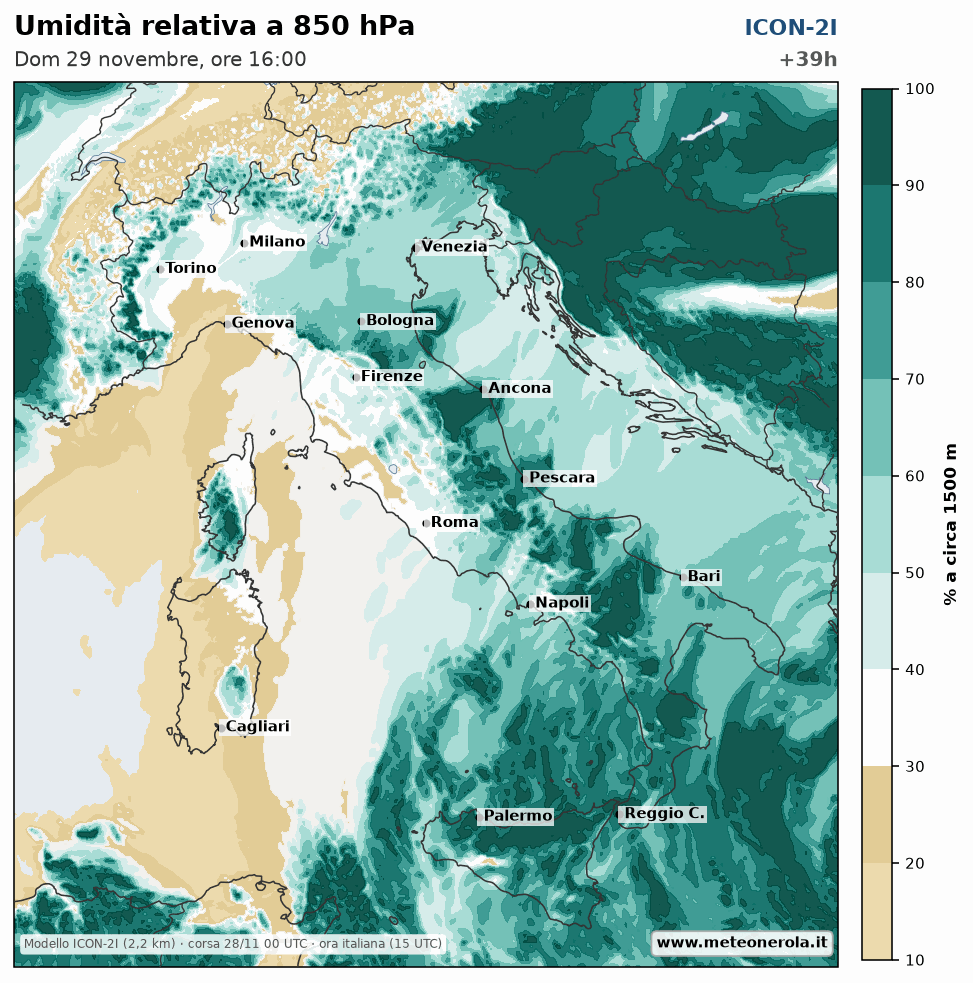 Umidità relativa a 850 hPa
ICON-2I
Dom 29 novembre, ore 16:00
+39h
100
90
80
70
60
50
40
30
20
10
% a circa 1500 m
Milano
Venezia
Torino
Genova
Bologna
Firenze
Ancona
Pescara
Roma
Bari
Napoli
Cagliari
Palermo
Reggio C.
Modello ICON-2I (2,2 km) · corsa 28/11 00 UTC · ora italiana (15 UTC)
www.meteonerola.it